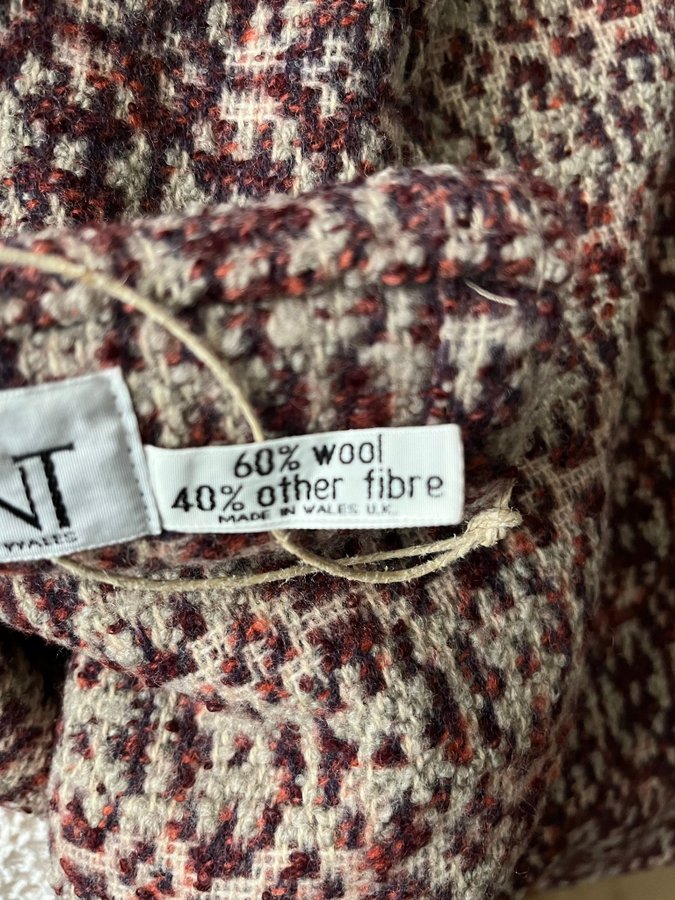 NT
WALES
60% wool
40% other fibre
MADE IN WALES U.K.